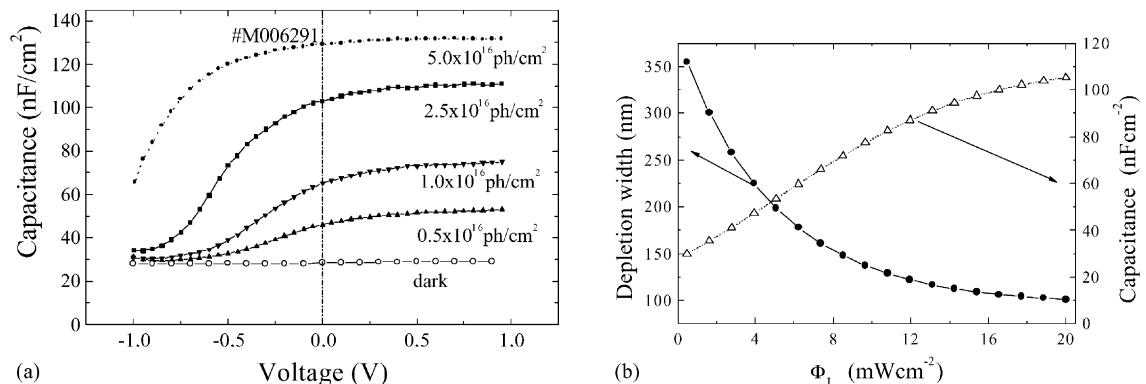 (a)
Capacitance (nF/cm²)
140
120
100
80
60
40
20
0
#M006291
5.0x10¹⁶ph/cm²
2.5x10¹⁶ph/cm²
1.0x10¹⁶ph/cm²
0.5x10¹⁶ph/cm²
dark
-1.0
-0.5
0.0
0.5
1.0
Voltage (V)
(b)
Depletion width (nm)
350
300
250
200
150
100
0
4
8
12
16
20
Φ_L (mWcm⁻²)
120
100
80
60
40
20
0
Capacitance (nFcm⁻²)